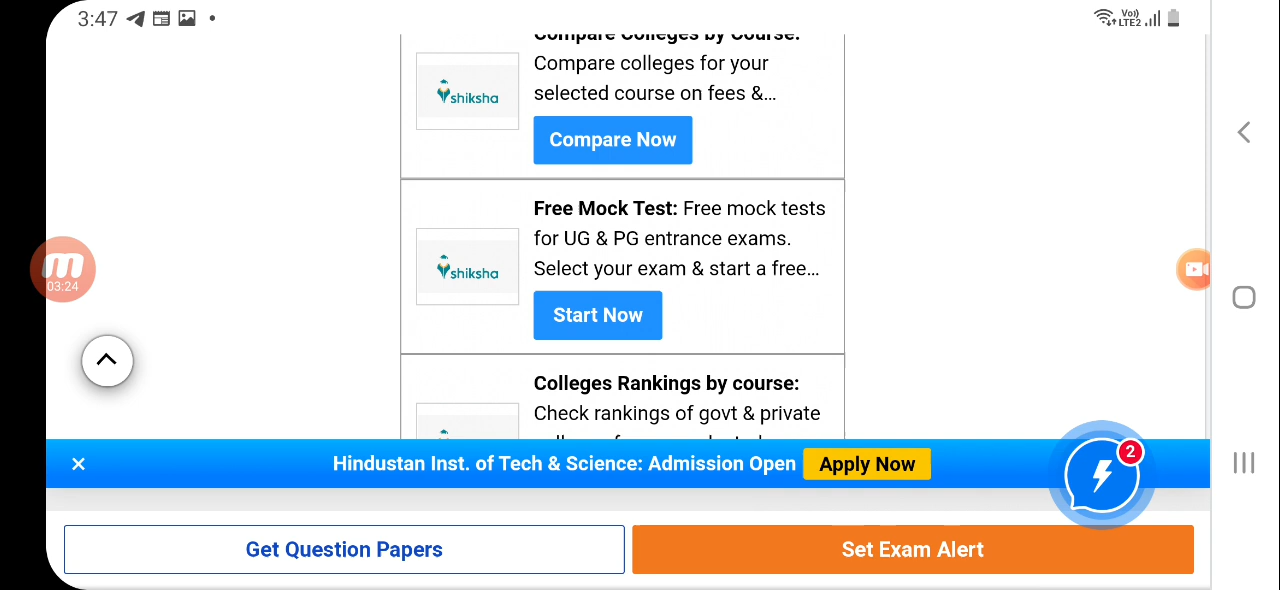 3:47
Vo))
LTE2
Compare Colleges by Course:
Compare colleges for your
selected course on fees &...
shiksha
Compare Now
Free Mock Test: Free mock tests
for UG & PG entrance exams.
Select your exam & start a free...
shiksha
Start Now
03:24
Colleges Rankings by course:
Check rankings of govt & private
Hindustan Inst. of Tech & Science: Admission Open
Apply Now
2
Get Question Papers
Set Exam Alert